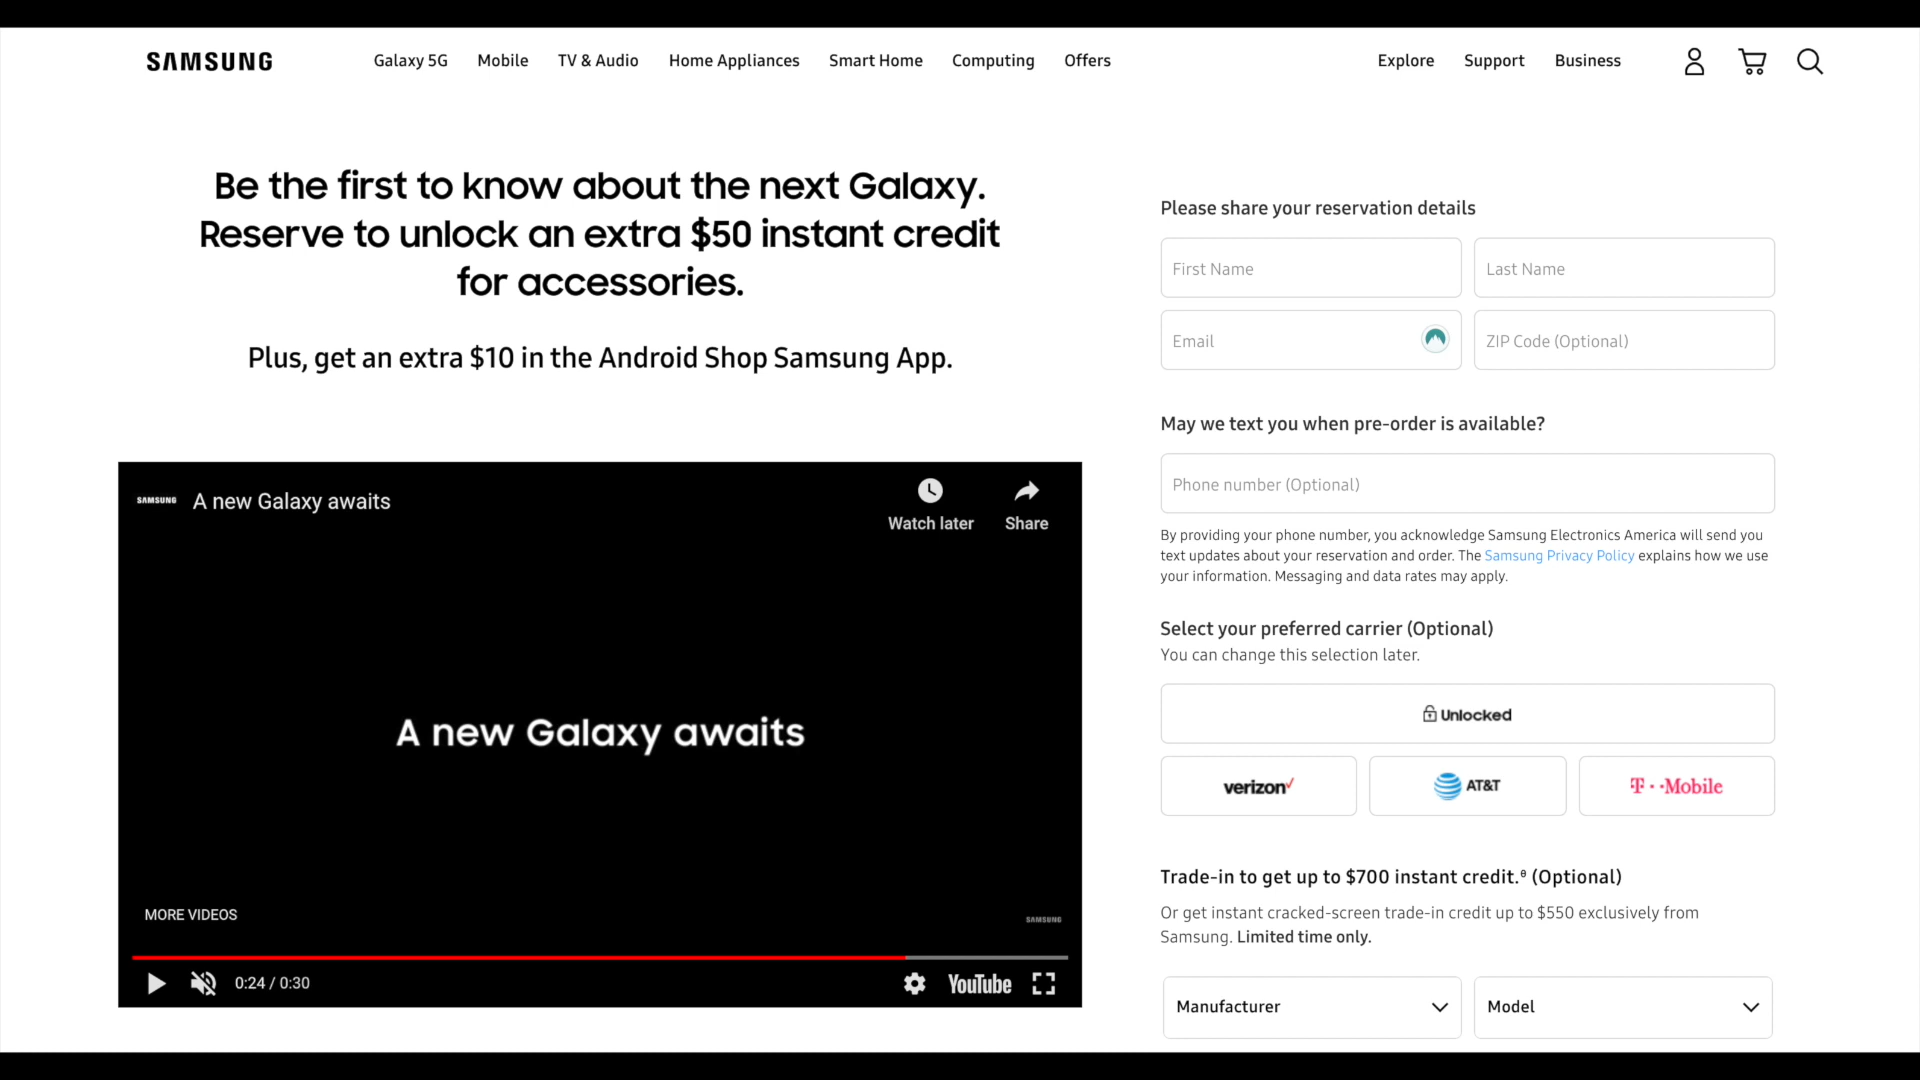 SAMSUNG
Galaxy 5G Mobile TV & Audio Home Appliances Smart Home Computing Offers Explore Support Business
Be the first to know about the next Galaxy.
Reserve to unlock an extra $50 instant credit
for accessories.
Plus, get an extra $10 in the Android Shop Samsung App.
SAMSUNG A new Galaxy awaits
Watch later Share
A new Galaxy awaits
MORE VIDEOS
SAMSUNG
0:24 / 0:30
YouTube
Please share your reservation details
First Name Last Name
Email ZIP Code (Optional)
May we text you when pre-order is available?
Phone number (Optional)
By providing your phone number, you acknowledge Samsung Electronics America will send you
text updates about your reservation and order. The Samsung Privacy Policy explains how we use
your information. Messaging and data rates may apply.
Select your preferred carrier (Optional)
You can change this selection later.
Unlocked
verizon AT&T T··Mobile
Trade-in to get up to $700 instant credit.θ (Optional)
Or get instant cracked-screen trade-in credit up to $550 exclusively from
Samsung. Limited time only.
Manufacturer Model